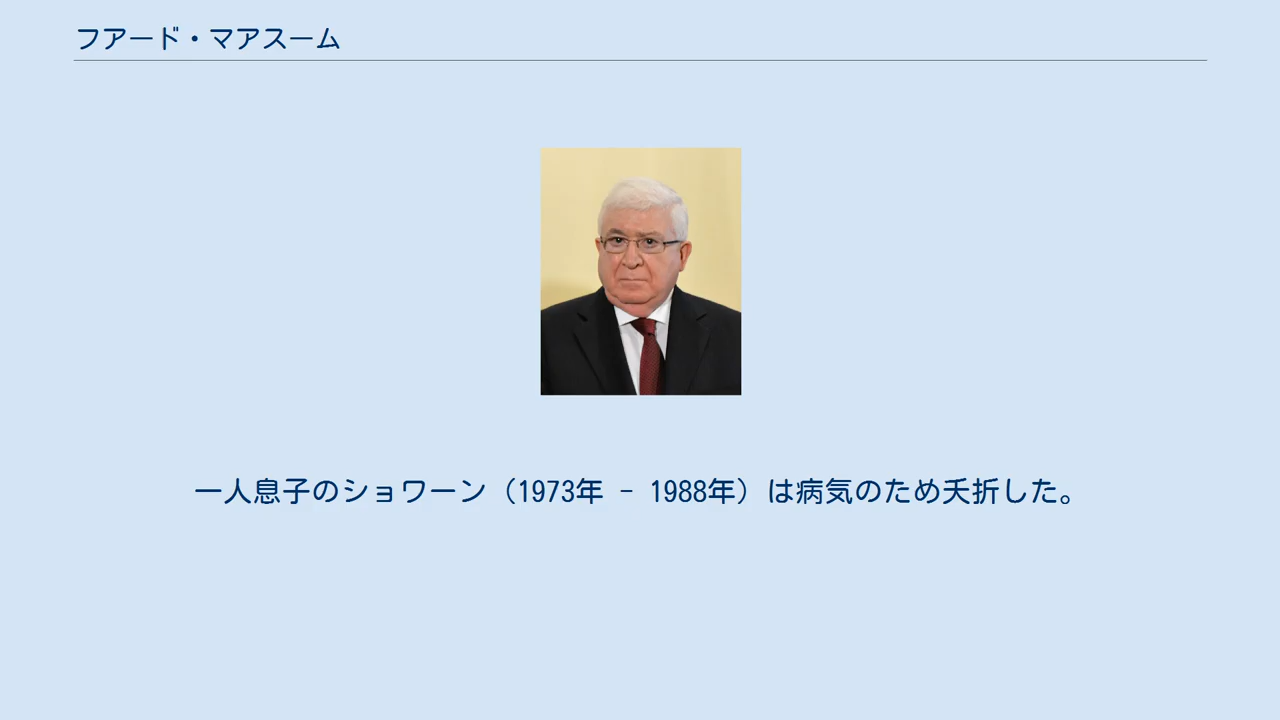 フアード・マアスーム
一人息子のショワーン（1973年 - 1988年）は病気のため夭折した。